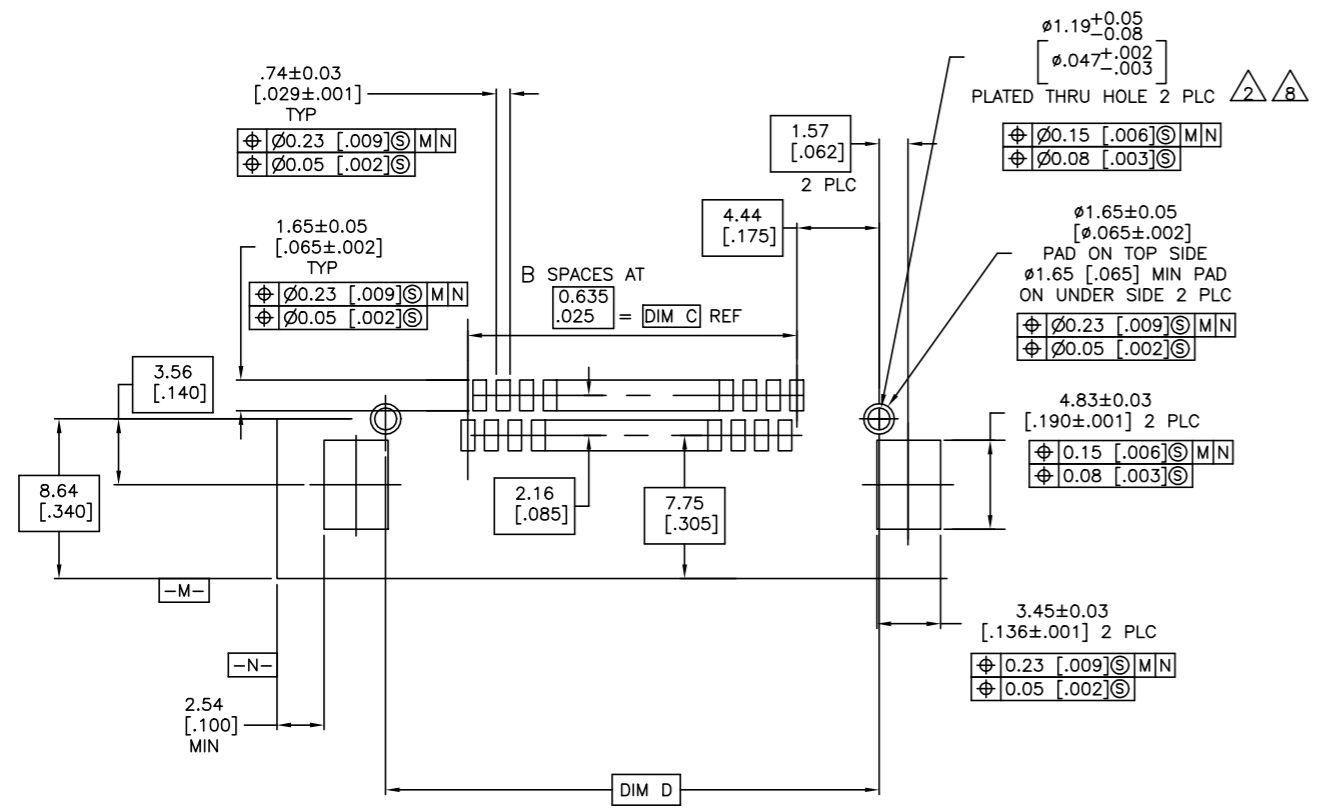 .74±0.03
[.029±.001]
TYP
⌖ Ø0.23 [.009]Ⓢ M N
⌖ Ø0.05 [.002]Ⓢ
1.65±0.05
[.065±.002]
TYP
⌖ Ø0.23 [.009]Ⓢ M N
⌖ Ø0.05 [.002]Ⓢ
B SPACES AT
0.635
.025 = DIM C REF
1.57
[.062]
2 PLC
4.44
[.175]
ø1.19+0.05
-0.08
[ø.047+.002
-.003]
PLATED THRU HOLE 2 PLC 2 8
⌖ Ø0.15 [.006]Ⓢ M N
⌖ Ø0.08 [.003]Ⓢ
ø1.65±0.05
[ø.065±.002]
PAD ON TOP SIDE
ø1.65 [.065] MIN PAD
ON UNDER SIDE 2 PLC
⌖ Ø0.23 [.009]Ⓢ M N
⌖ Ø0.05 [.002]Ⓢ
3.56
[.140]
8.64
[.340]
2.16
[.085]
7.75
[.305]
4.83±0.03
[.190±.001] 2 PLC
⌖ 0.15 [.006]Ⓢ M N
⌖ 0.08 [.003]Ⓢ
-M-
-N-
2.54
[.100]
MIN
3.45±0.03
[.136±.001] 2 PLC
⌖ 0.23 [.009]Ⓢ M N
⌖ 0.05 [.002]Ⓢ
DIM D